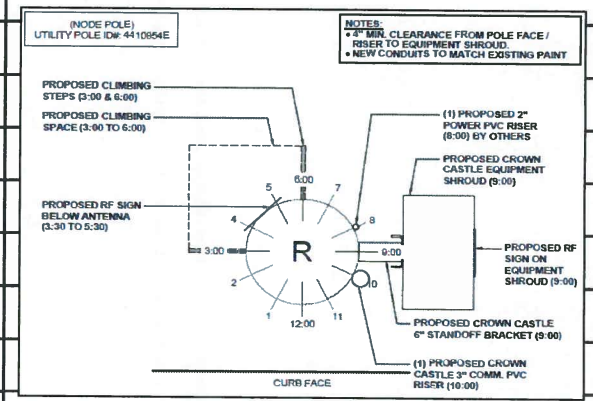 (NODE POLE)
UTILITY POLE ID#: 4410954E
NOTES:
• 4" MIN. CLEARANCE FROM POLE FACE /
RISER TO EQUIPMENT SHROUD.
• NEW CONDUITS TO MATCH EXISTING PAINT
PROPOSED CLIMBING
STEPS (3:00 & 6:00)
PROPOSED CLIMBING
SPACE (3:00 TO 6:00)
PROPOSED RF SIGN
BELOW ANTENNA
(3:30 TO 5:30)
(1) PROPOSED 2"
POWER PVC RISER
(8:00) BY OTHERS
PROPOSED CROWN
CASTLE EQUIPMENT
SHROUD (9:00)
PROPOSED RF
SIGN ON
EQUIPMENT
SHROUD (9:00)
PROPOSED CROWN CASTLE
6" STANDOFF BRACKET (9:00)
(1) PROPOSED CROWN
CASTLE 3" COMM. PVC
RISER (10:00)
5
6:00
7
4
8
3:00
R
9:00
2
10
1
12:00
11
CURB FACE